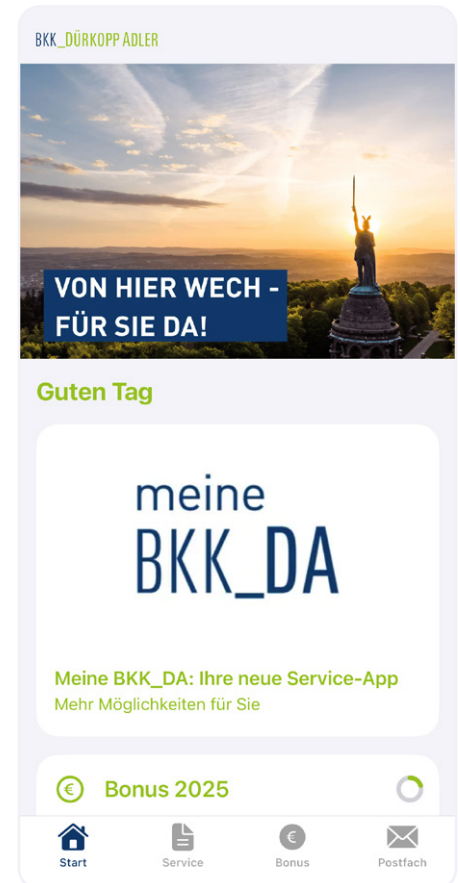 BKK_DÜRKOPP ADLER
VON HIER WECH -
FÜR SIE DA!
Guten Tag
meine
BKK_DA
Meine BKK_DA: Ihre neue Service-App
Mehr Möglichkeiten für Sie
€ Bonus 2025
€
Start Service Bonus Postfach